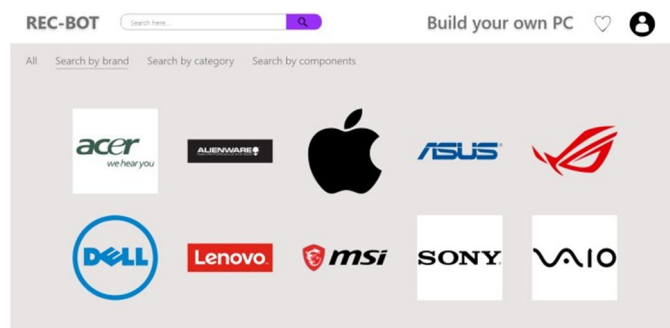 REC-BOT
Search here...
Build your own PC
All
Search by brand
Search by category
Search by components
acer
we hear you
ALIENWARE
ASUS
DELL
Lenovo
msi
SONY
VAIO